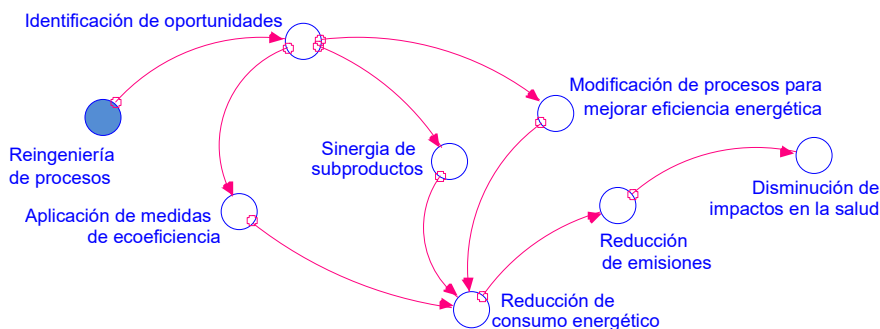 Identificación de oportunidades
Modificación de procesos para
mejorar eficiencia energética
Reingeniería
de procesos
Sinergia de
subproductos
Disminución de
impactos en la salud
Aplicación de medidas
de ecoeficiencia
Reducción
de emisiones
Reducción de
consumo energético